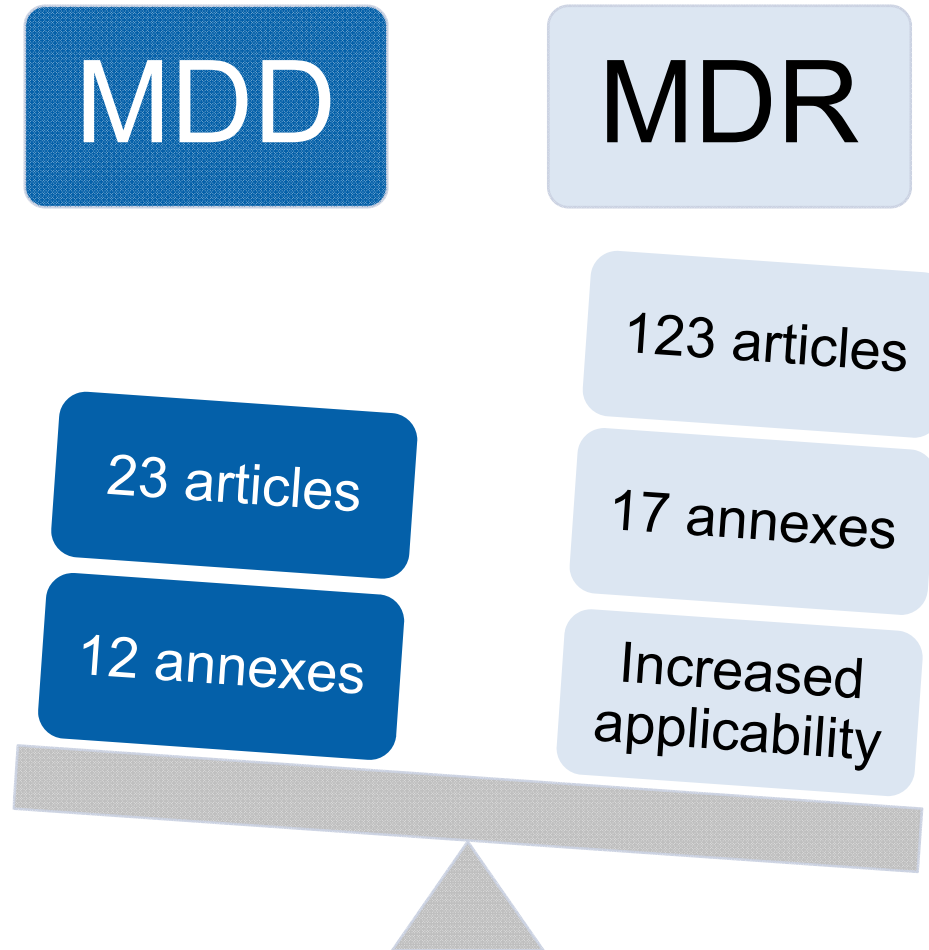 MDD
MDR
23 articles
12 annexes
123 articles
17 annexes
Increased
applicability